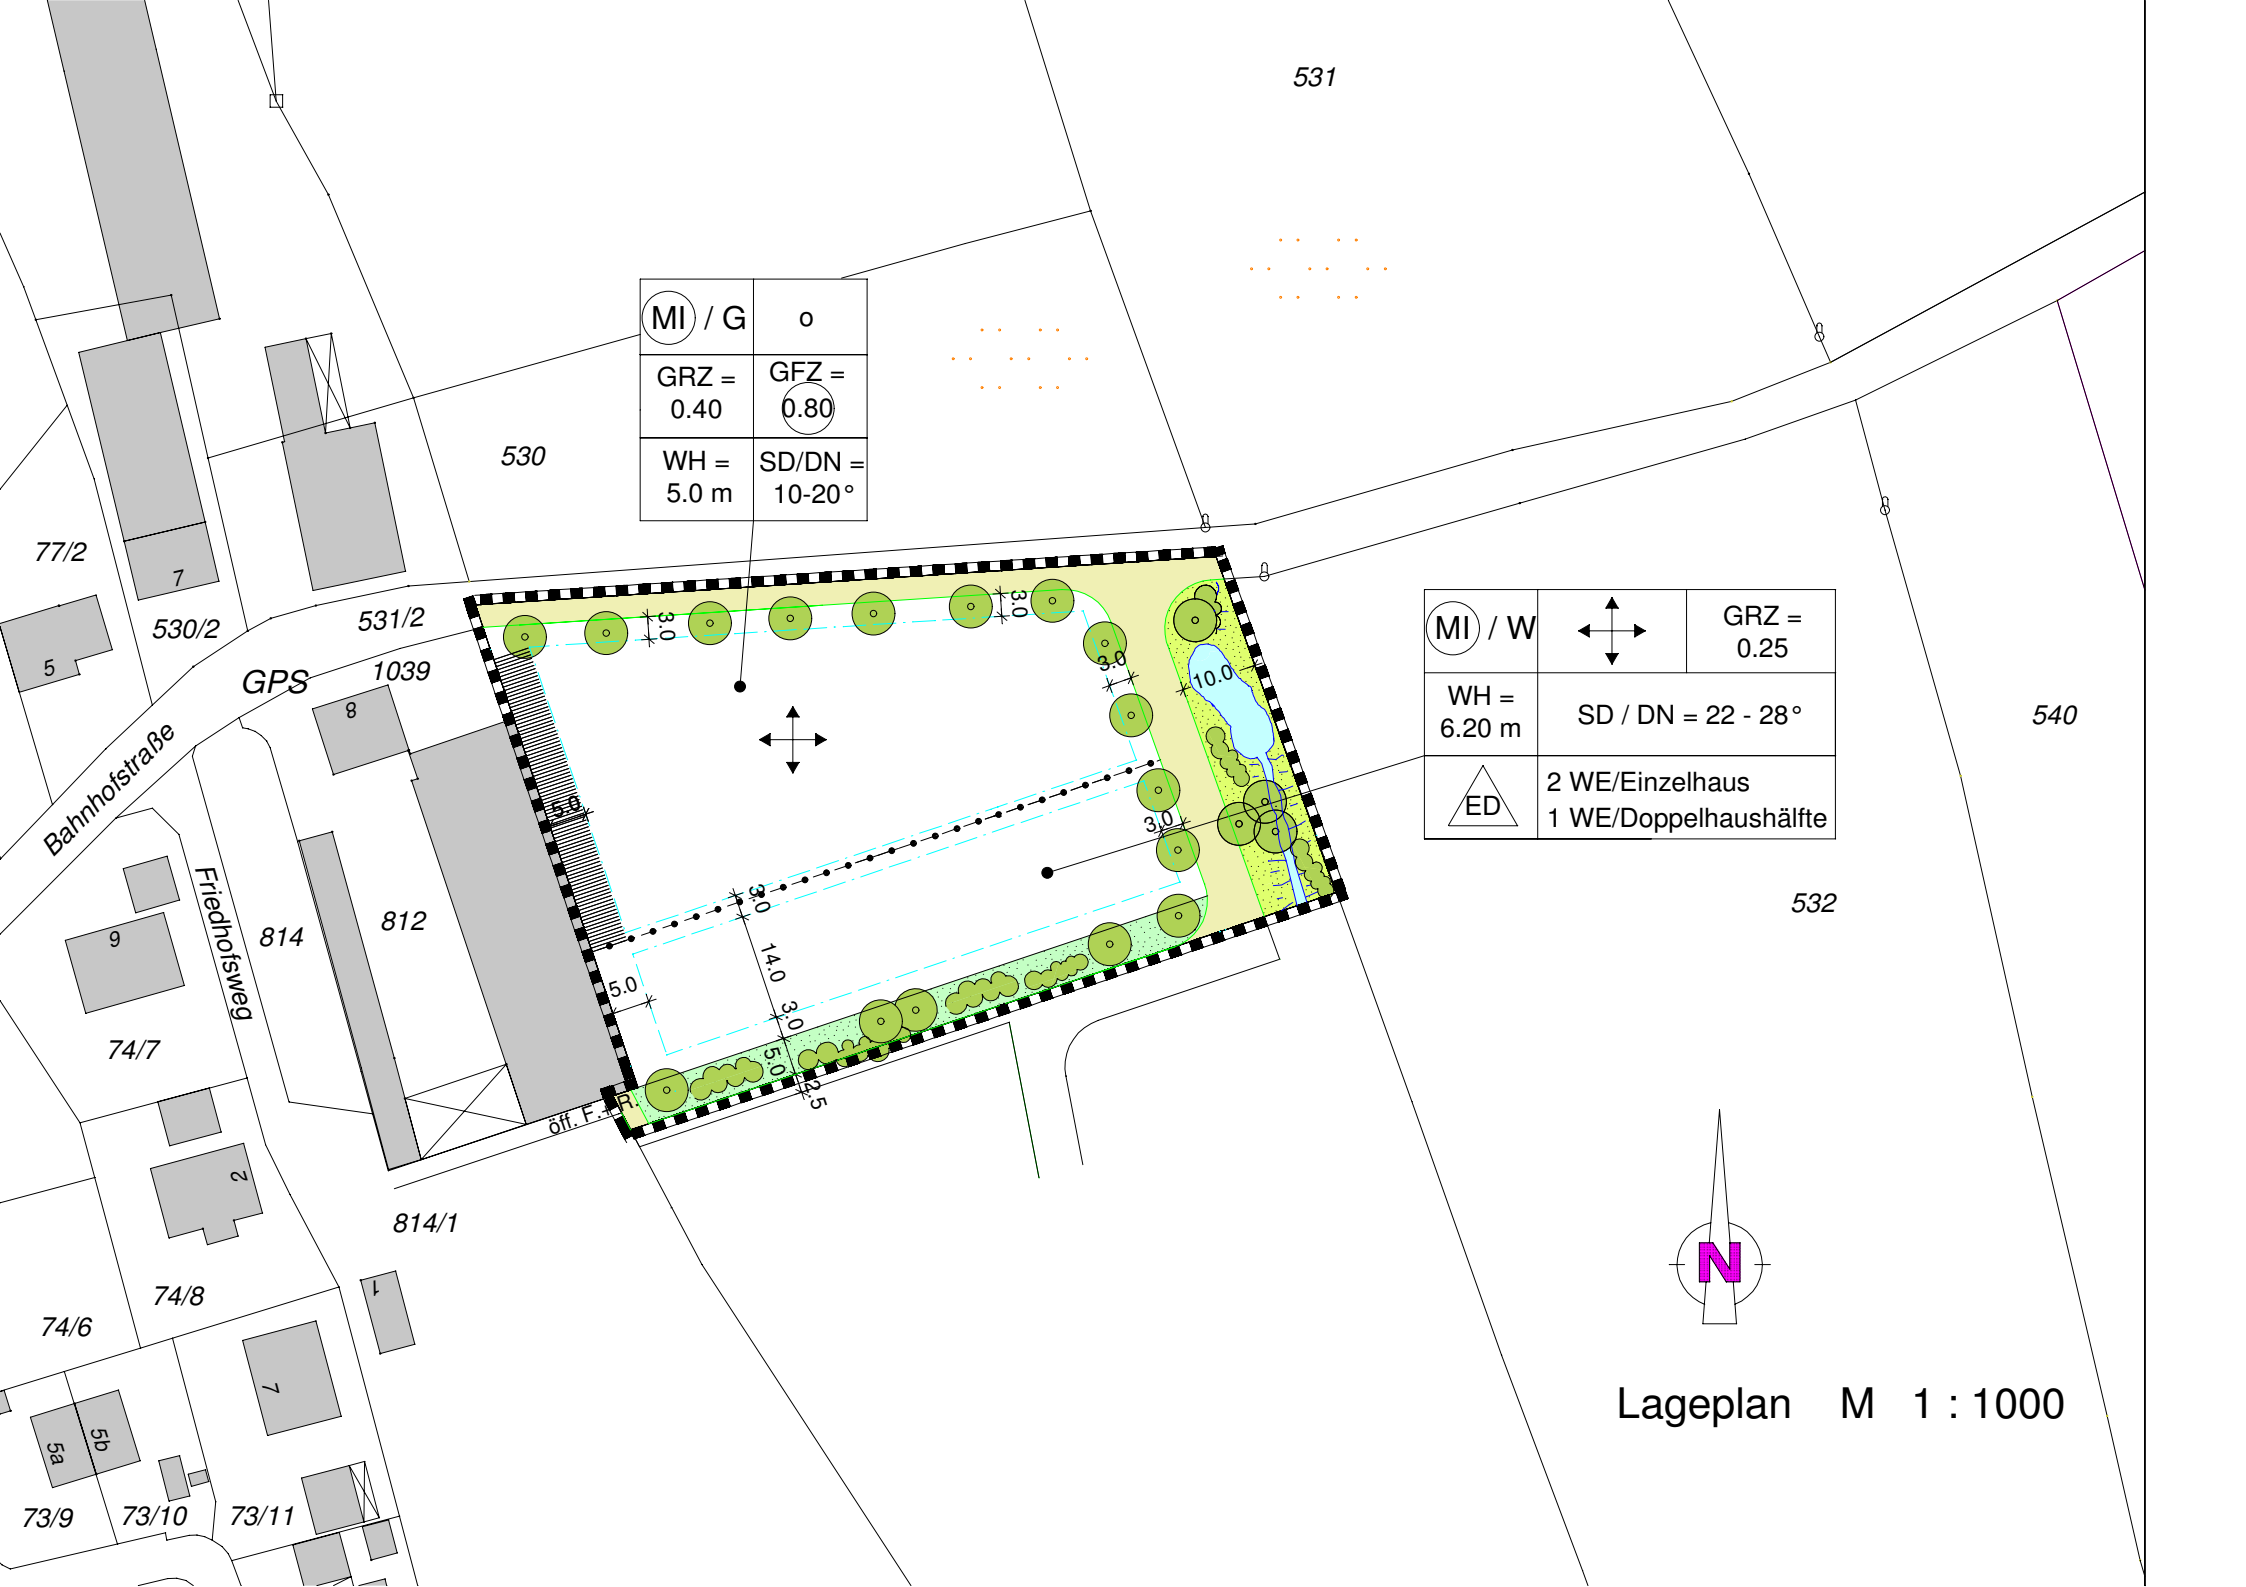 531
MI / G
o
GRZ =
0.40
GFZ =
0.80
WH =
5.0 m
SD/DN =
10-20°
530
77/2
7
5
530/2
531/2
GPS
1039
8
Bahnhofstraße
3.0
3.0
3.0
10.0
MI / W
GRZ =
0.25
WH =
6.20 m
SD / DN = 22 - 28°
ED
2 WE/Einzelhaus
1 WE/Doppelhaushälfte
540
532
5.0
3.0
3.0
14.0
5.0
3.0
5.0
2.5
9
Friedhofsweg
814
812
74/7
öff. F.+ R.
2
814/1
74/8
1
74/6
7
5a
5b
73/9
73/10
73/11
N
Lageplan M 1 : 1000